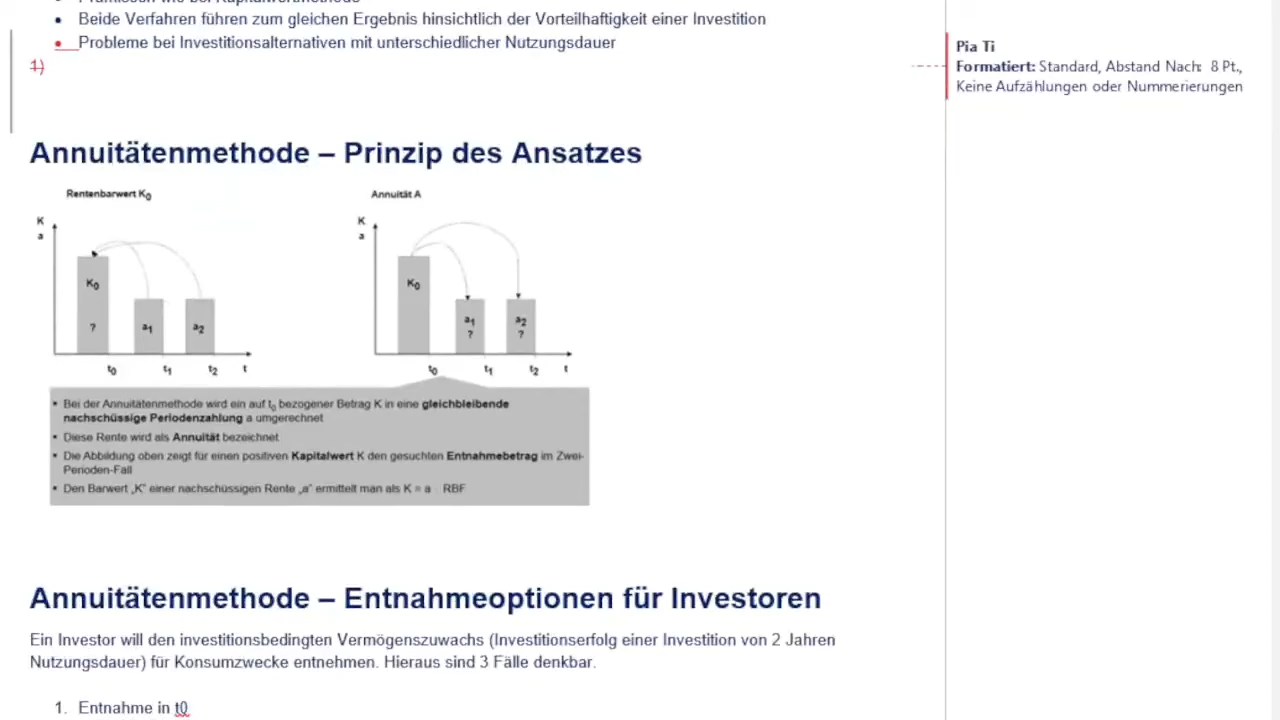 • Beide Verfahren führen zum gleichen Ergebnis hinsichtlich der Vorteilhaftigkeit einer Investition
• Probleme bei Investitionsalternativen mit unterschiedlicher Nutzungsdauer
1)
Pia Ti
Formatiert: Standard, Abstand Nach: 8 Pt.,
Keine Aufzählungen oder Nummerierungen
Annuitätenmethode – Prinzip des Ansatzes
Rentenbarwert K0
K
a
K0
?
a1
a2
t0 t1 t2 t
Annuität A
K
a
K0
a1
?
a2
?
t0 t1 t2 t
• Bei der Annuitätenmethode wird ein auf t0 bezogener Betrag K in eine gleichbleibende
nachschüssige Periodenzahlung a umgerechnet
• Diese Rente wird als Annuität bezeichnet
• Die Abbildung oben zeigt für einen positiven Kapitalwert K den gesuchten Entnahmebetrag im Zwei-
Perioden-Fall
• Den Barwert „K" einer nachschüssigen Rente „a" ermittelt man als K = a RBF
Annuitätenmethode – Entnahmeoptionen für Investoren
Ein Investor will den investitionsbedingten Vermögenszuwachs (Investitionserfolg einer Investition von 2 Jahren
Nutzungsdauer) für Konsumzwecke entnehmen. Hieraus sind 3 Fälle denkbar.
1. Entnahme in t0